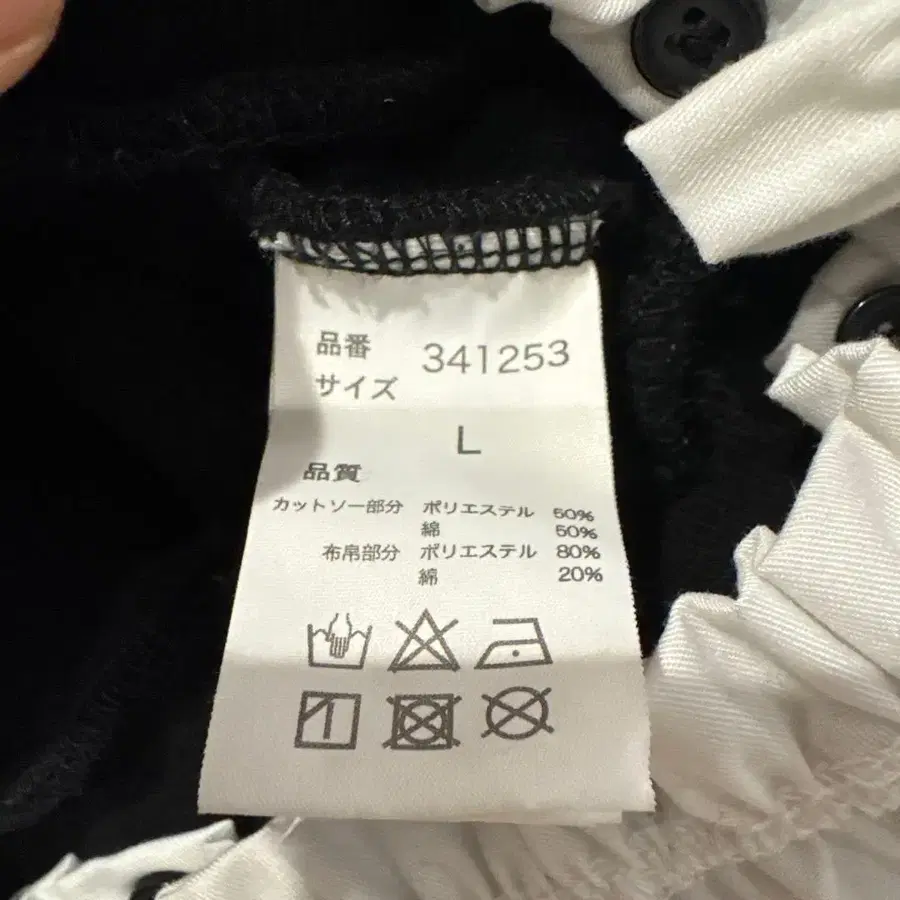 品番 341253
サイズ
L
品質
カットソー部分 ポリエステル 50%
綿 50%
布帛部分 ポリエステル 80%
綿 20%